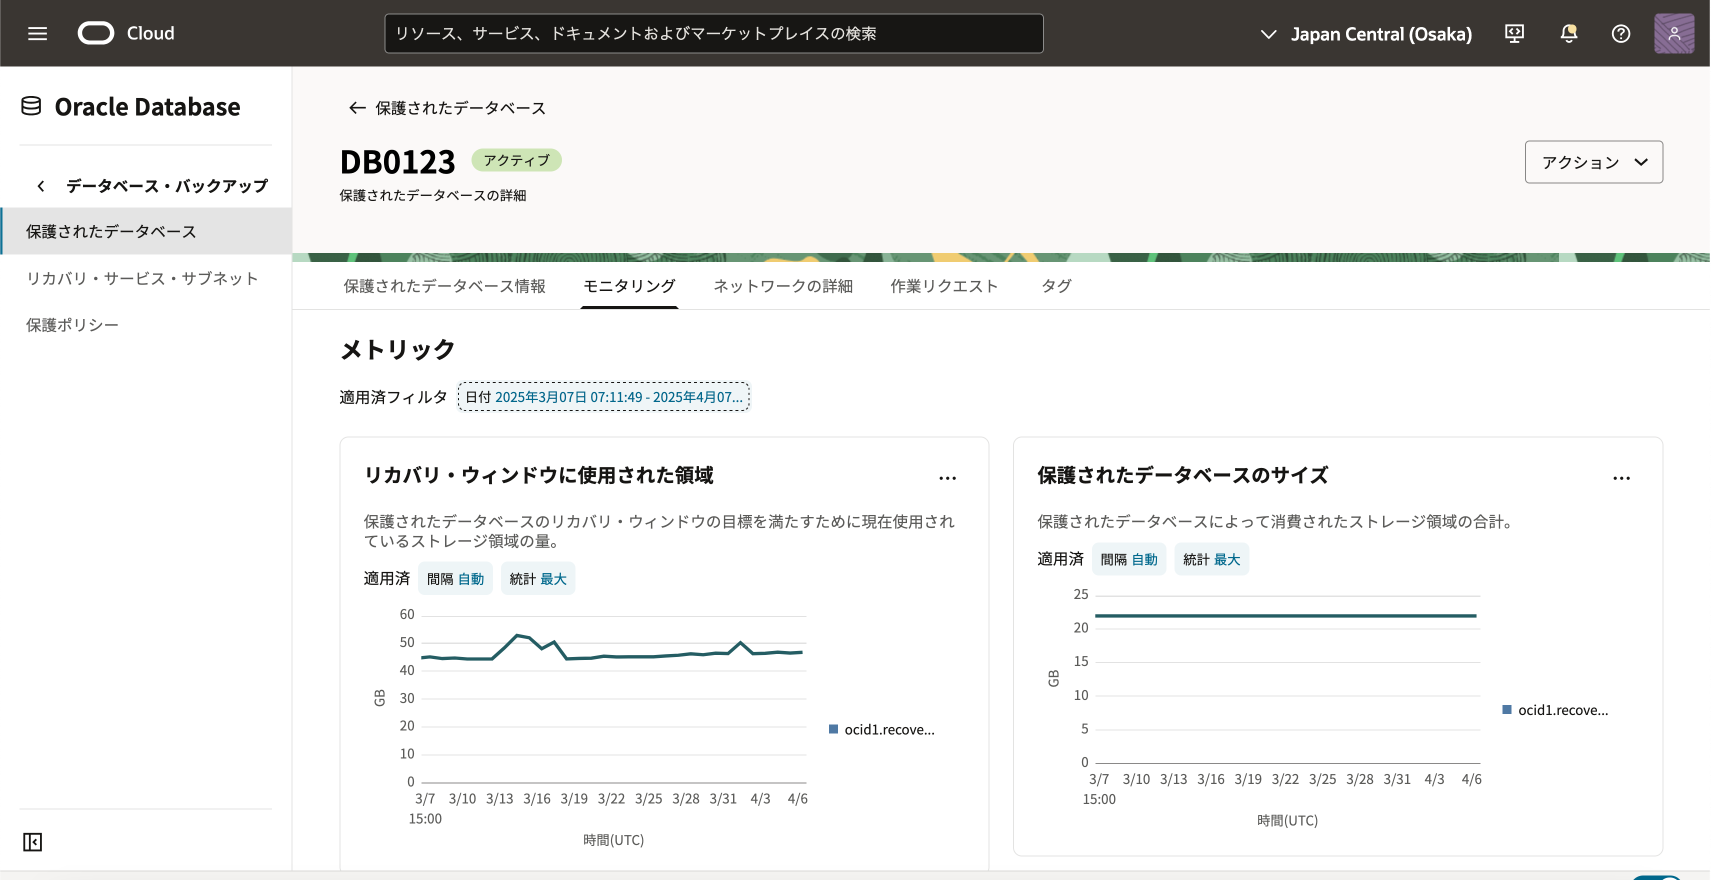 Cloud
リソース、サービス、ドキュメントおよびマーケットプレイスの検索
Japan Central (Osaka)
Oracle Database
データベース・バックアップ
保護されたデータベース
リカバリ・サービス・サブネット
保護ポリシー
保護されたデータベース
DB0123
アクティブ
保護されたデータベースの詳細
アクション
保護されたデータベース情報
モニタリング
ネットワークの詳細
作業リクエスト
タグ
メトリック
適用済フィルタ
日付 2025年3月07日 07:11:49 - 2025年4月07...
リカバリ・ウィンドウに使用された領域
...
保護されたデータベースのリカバリ・ウィンドウの目標を満たすために現在使用され
ているストレージ領域の量。
適用済
間隔 自動
統計 最大
60
50
40
30
20
10
0
GB
3/7 3/10 3/13 3/16 3/19 3/22 3/25 3/28 3/31 4/3 4/6
15:00
時間(UTC)
ocid1.recove...
保護されたデータベースのサイズ
...
保護されたデータベースによって消費されたストレージ領域の合計。
適用済
間隔 自動
統計 最大
25
20
15
10
5
0
GB
3/7 3/10 3/13 3/16 3/19 3/22 3/25 3/28 3/31 4/3 4/6
15:00
時間(UTC)
ocid1.recove...